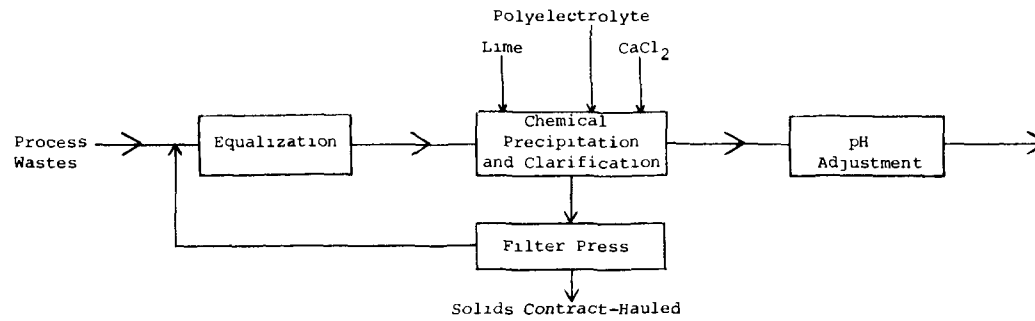 Polyelectrolyte
Lime
CaCl2
Process
Wastes
Equalization
Chemical
Precipitation
and Clarification
pH
Adjustment
Filter Press
Solids Contract-Hauled